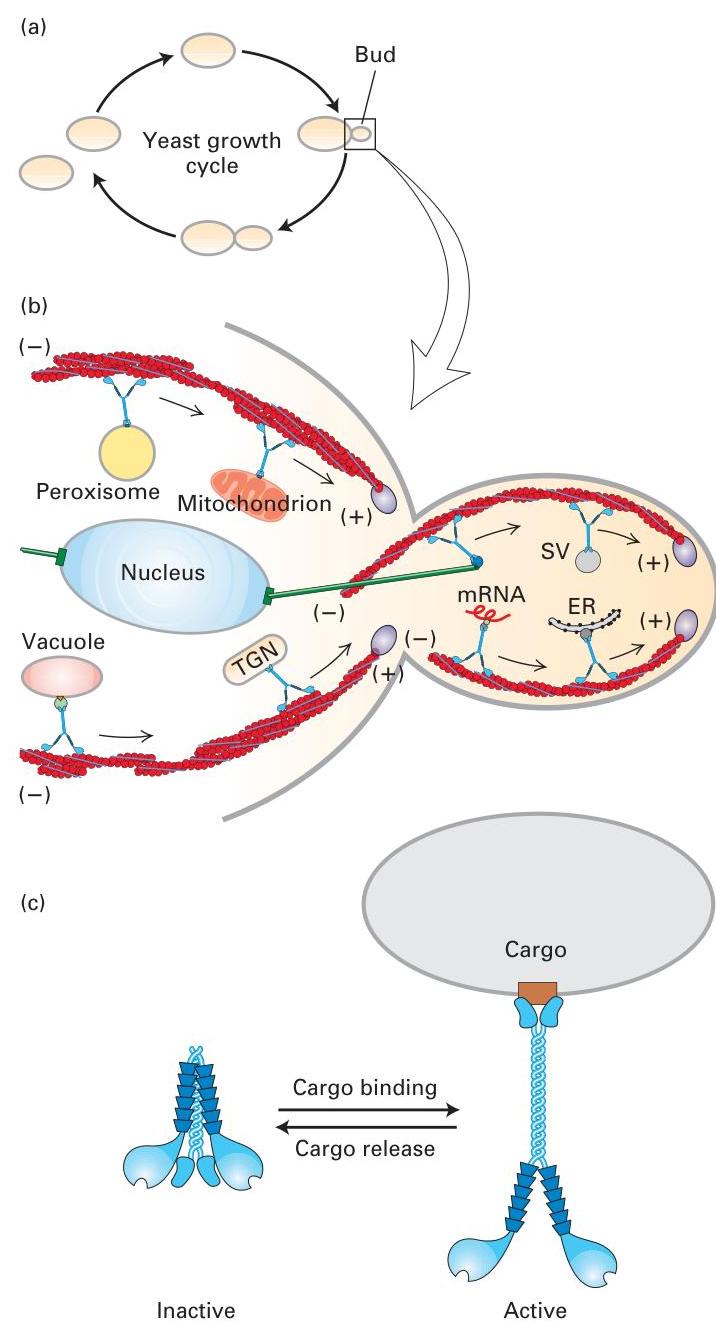 (a)
Bud
Yeast growth
cycle
(b)
(−)
Peroxisome
Mitochondrion
(+)
SV
(+)
Nucleus
(−)
mRNA
ER
(+)
Vacuole
TGN
(−)
(+)
(−)
(c)
Cargo
Cargo binding
Cargo release
Inactive
Active